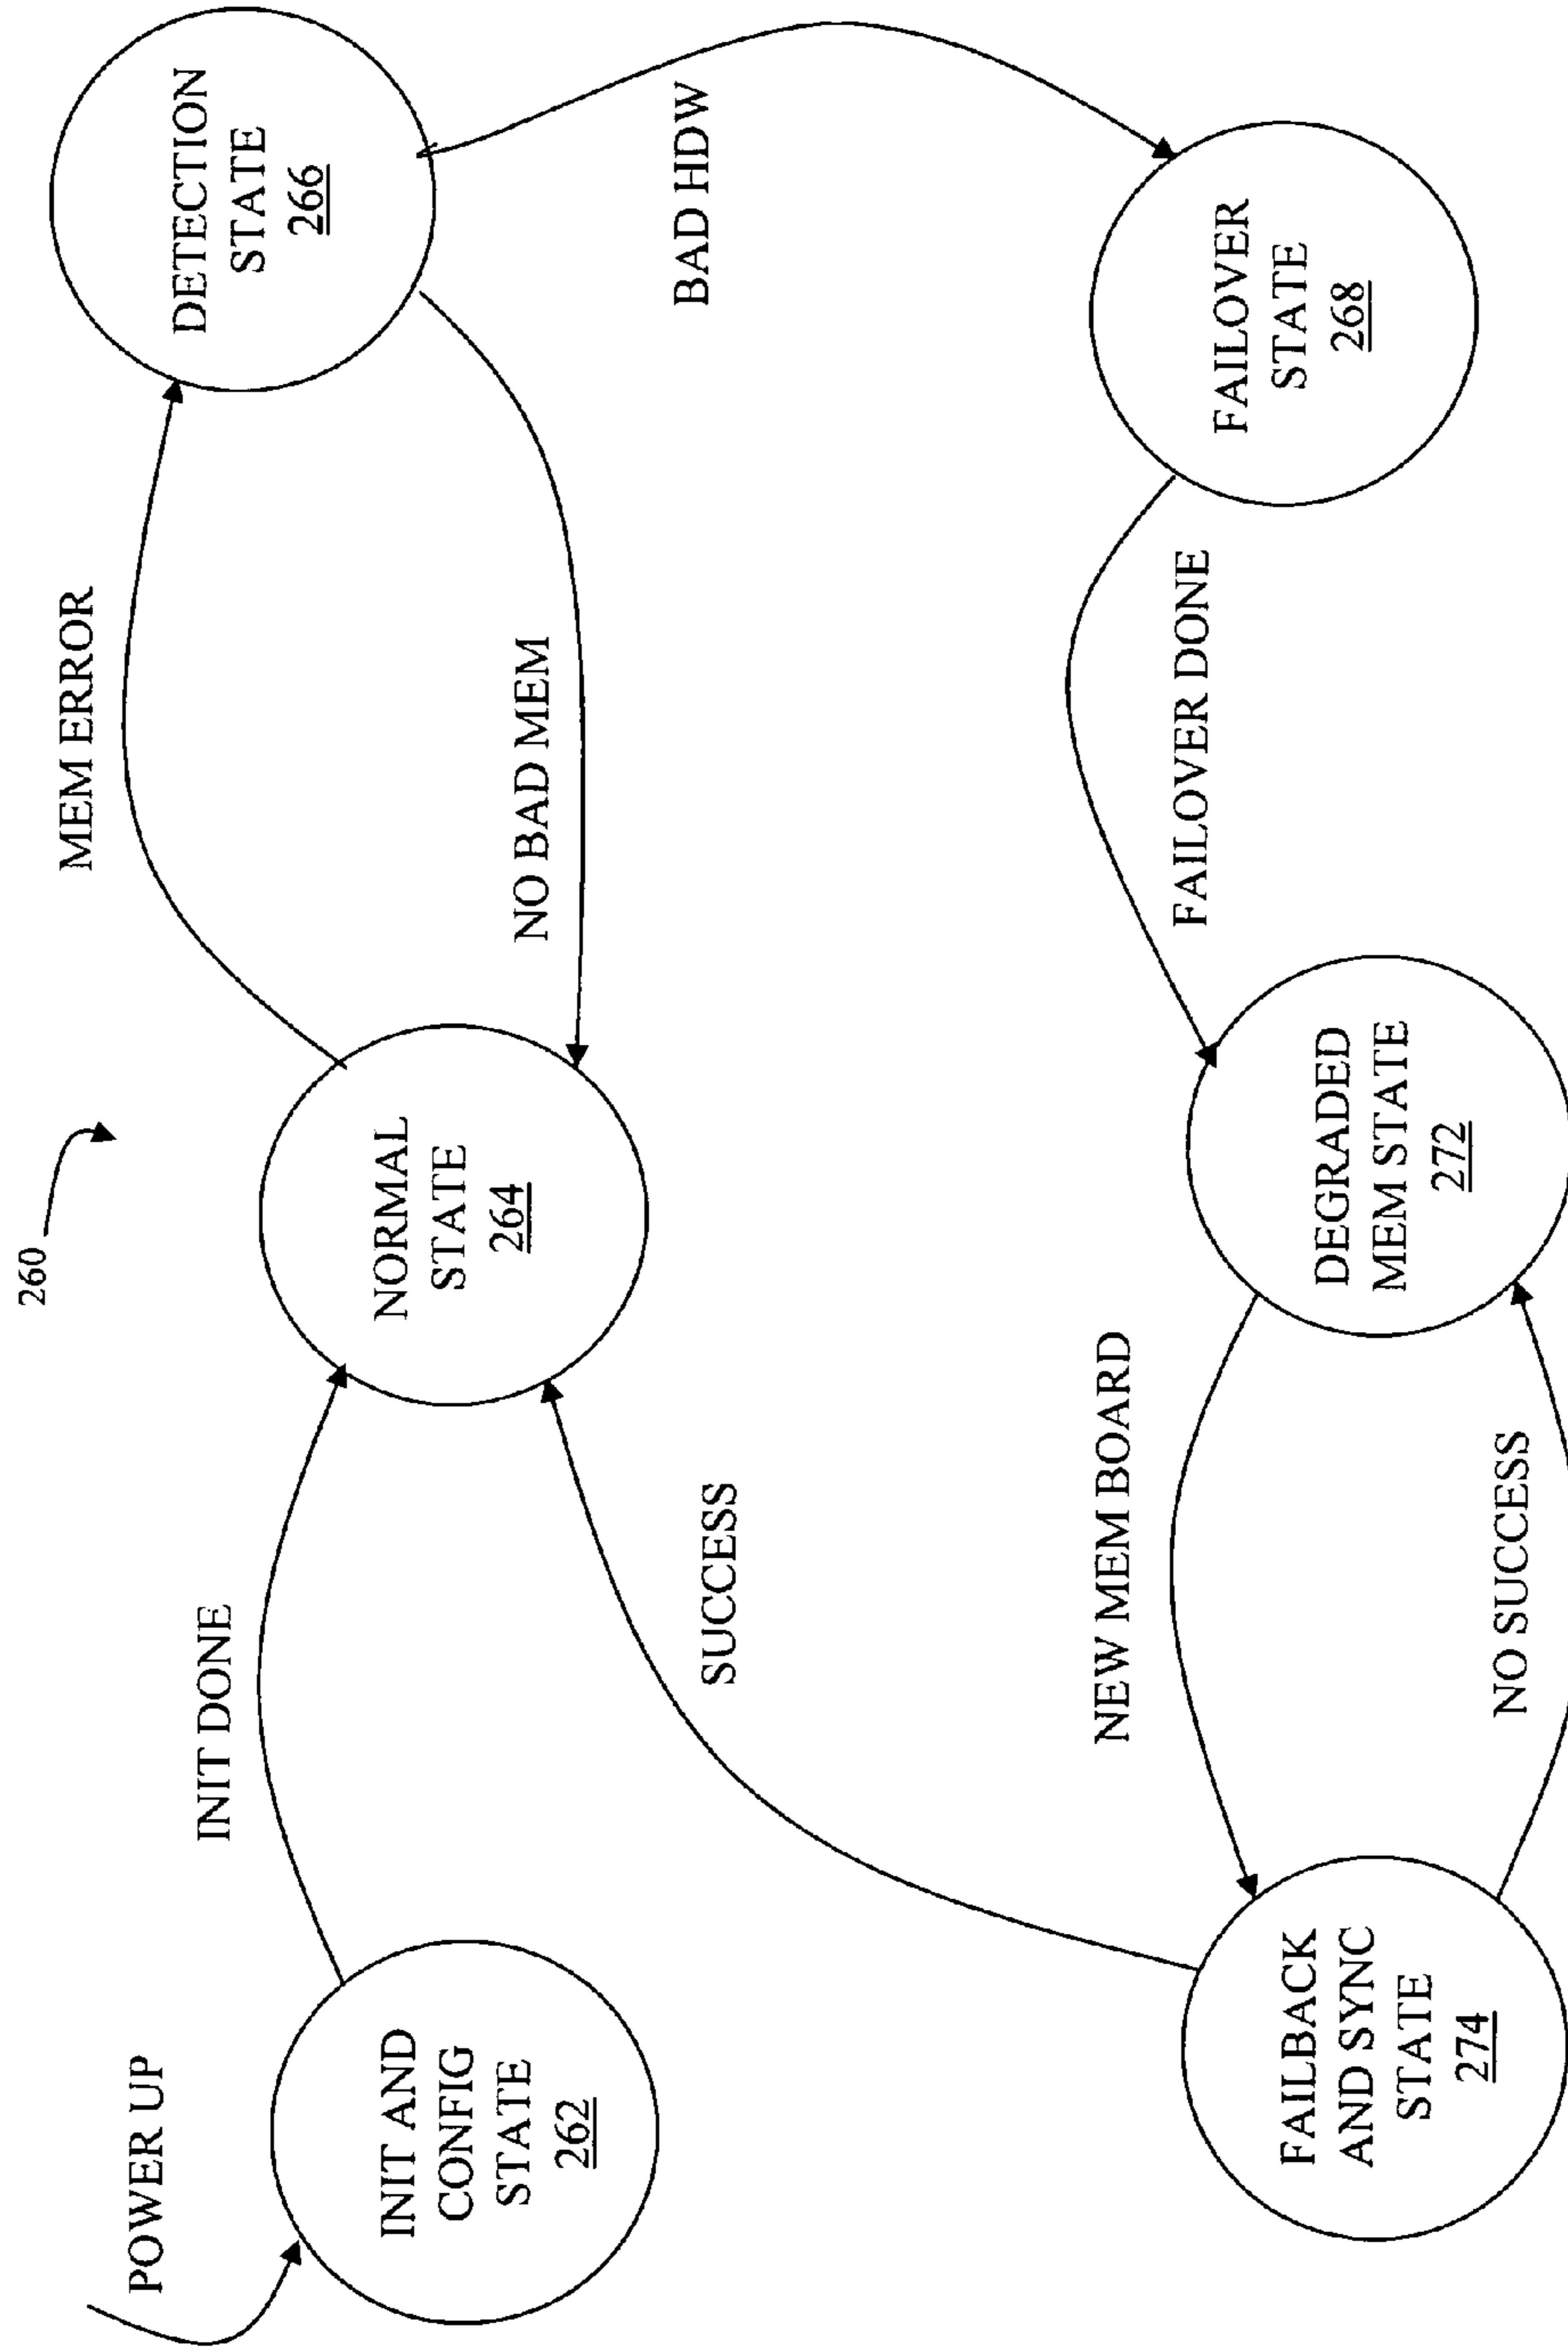 260
POWER UP
INIT AND
CONFIG
STATE
262
INIT DONE
NORMAL
STATE
264
MEM ERROR
NO BAD MEM
DETECTION
STATE
266
BAD HDW
SUCCESS
FAILBACK
AND SYNC
STATE
274
NEW MEM BOARD
NO SUCCESS
DEGRADED
MEM STATE
272
FAILOVER DONE
FAILOVER
STATE
268